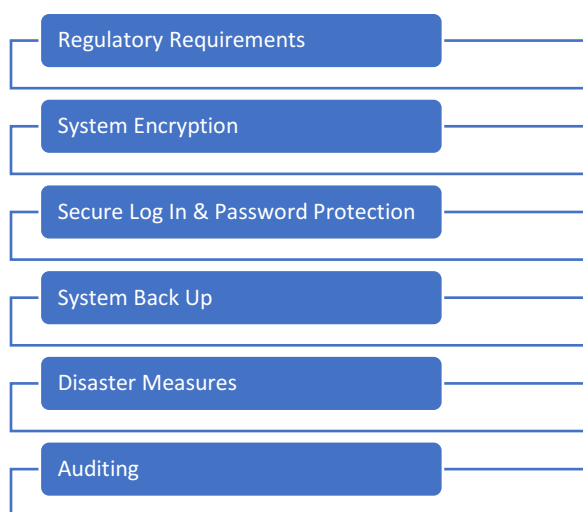 Regulatory Requirements
System Encryption
Secure Log In & Password Protection
System Back Up
Disaster Measures
Auditing